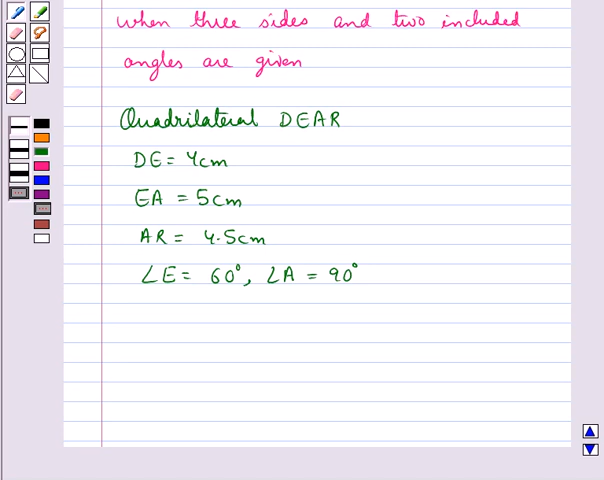 when three sides and two included
angles are given
Quadrilateral DEAR
DE = 4cm
EA = 5cm
AR = 4.5cm
∠E = 60°, ∠A = 90°